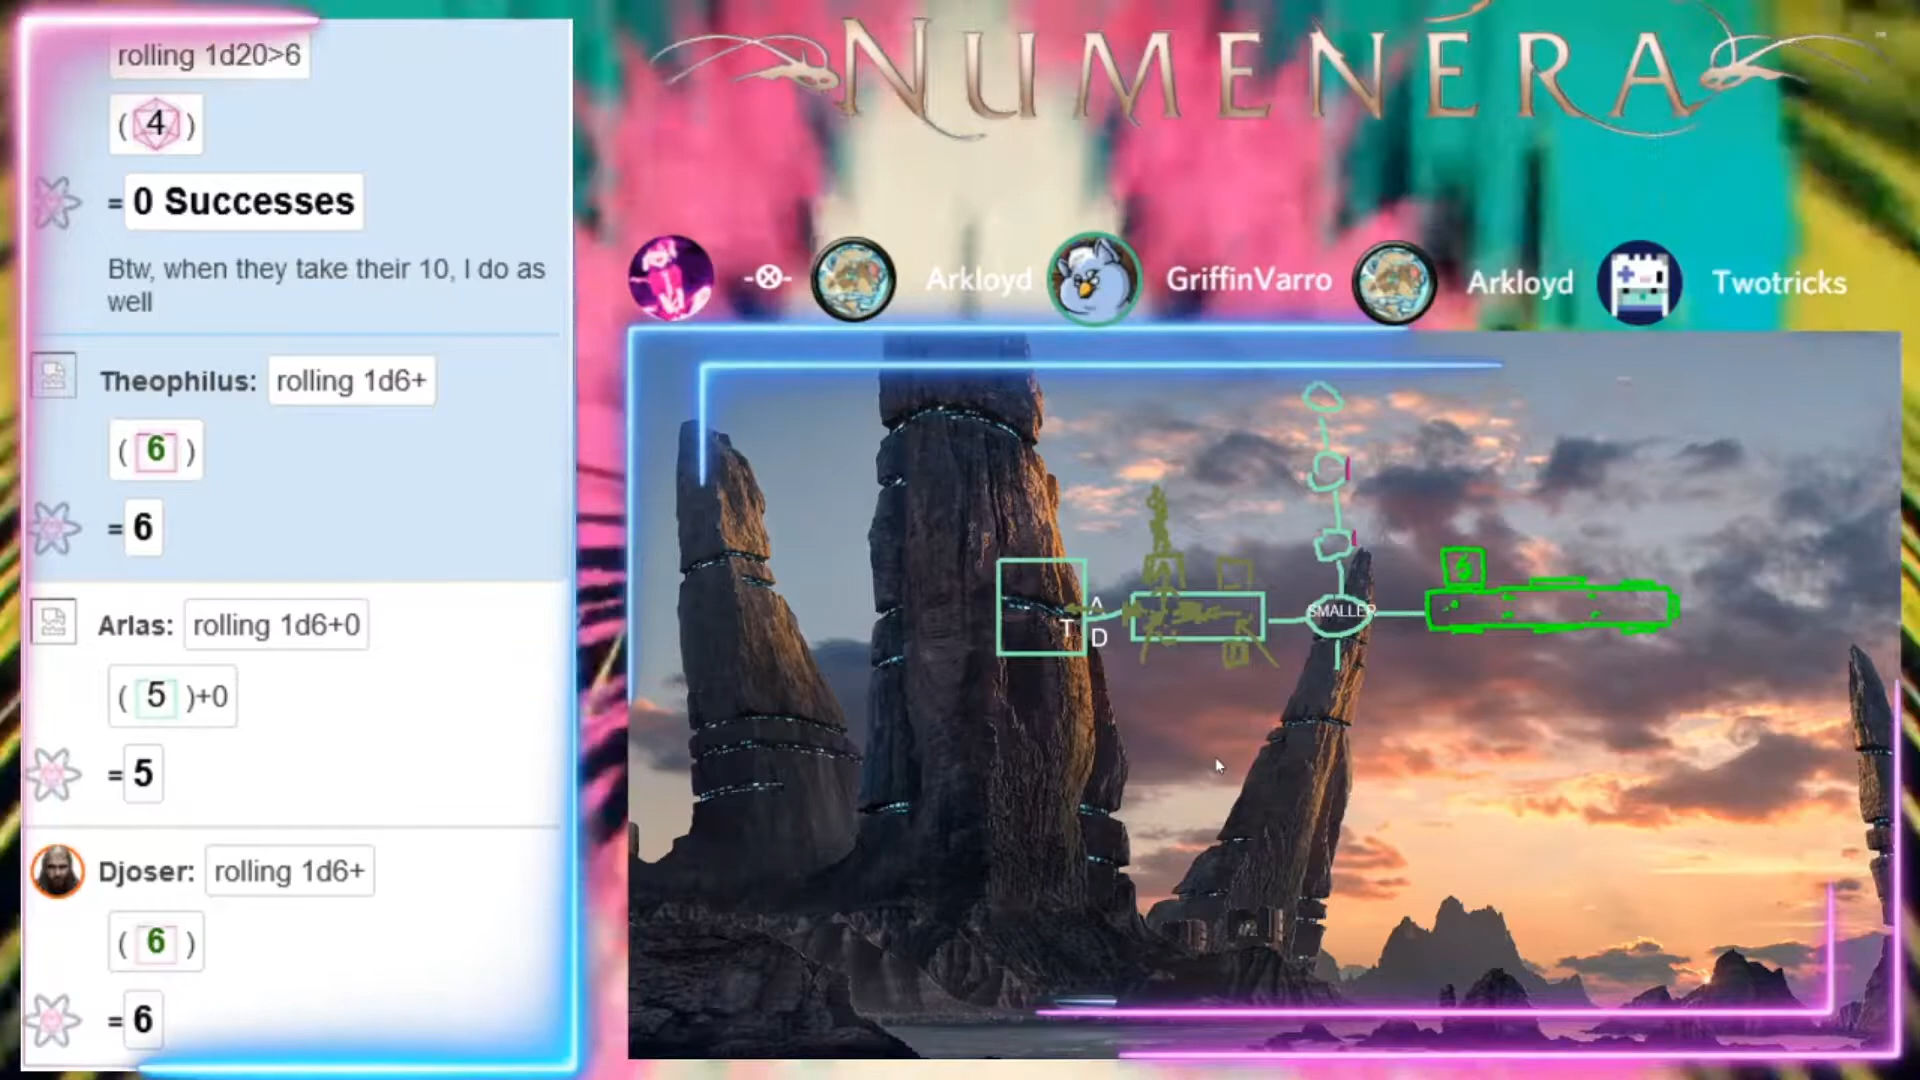 rolling 1d20>6
( 4 )
= 0 Successes
Btw, when they take their 10, I do as
well
Theophilus: rolling 1d6+
( 6 )
= 6
Arlas: rolling 1d6+0
( 5 )+0
= 5
Djoser: rolling 1d6+
( 6 )
= 6
NUMENERA
-⊗- Arkloyd GriffinVarro Arkloyd Twotricks
A
T D
SMALLER